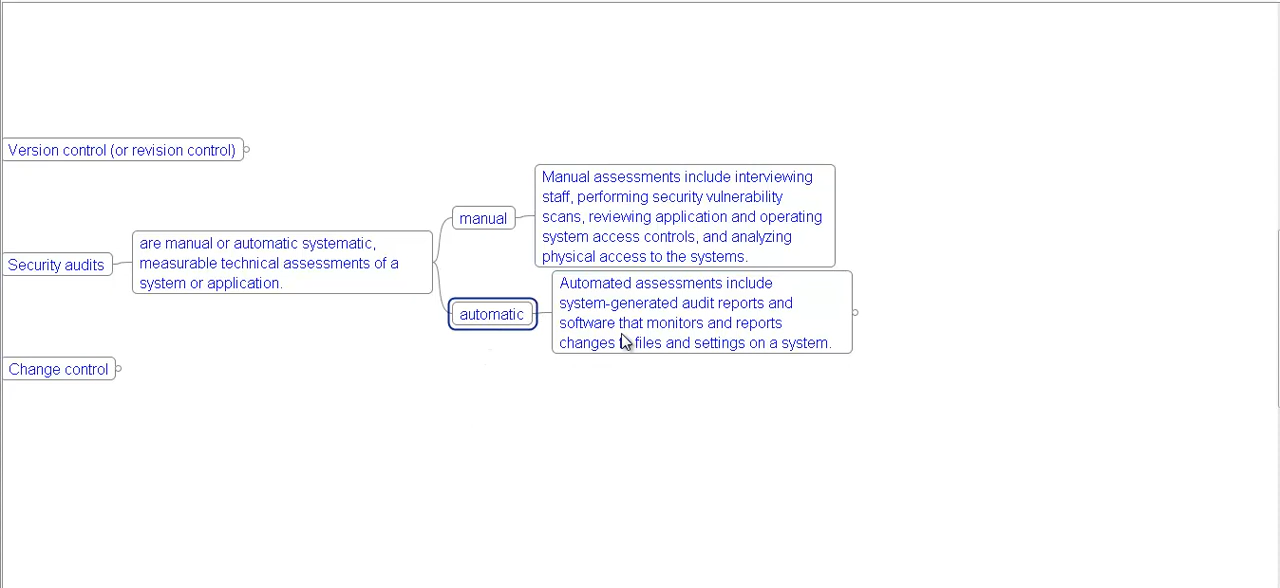 Version control (or revision control)
Manual assessments include interviewing
staff, performing security vulnerability
scans, reviewing application and operating
system access controls, and analyzing
physical access to the systems.
manual
are manual or automatic systematic,
measurable technical assessments of a
system or application.
Security audits
automatic
Automated assessments include
system-generated audit reports and
software that monitors and reports
changes files and settings on a system.
Change control